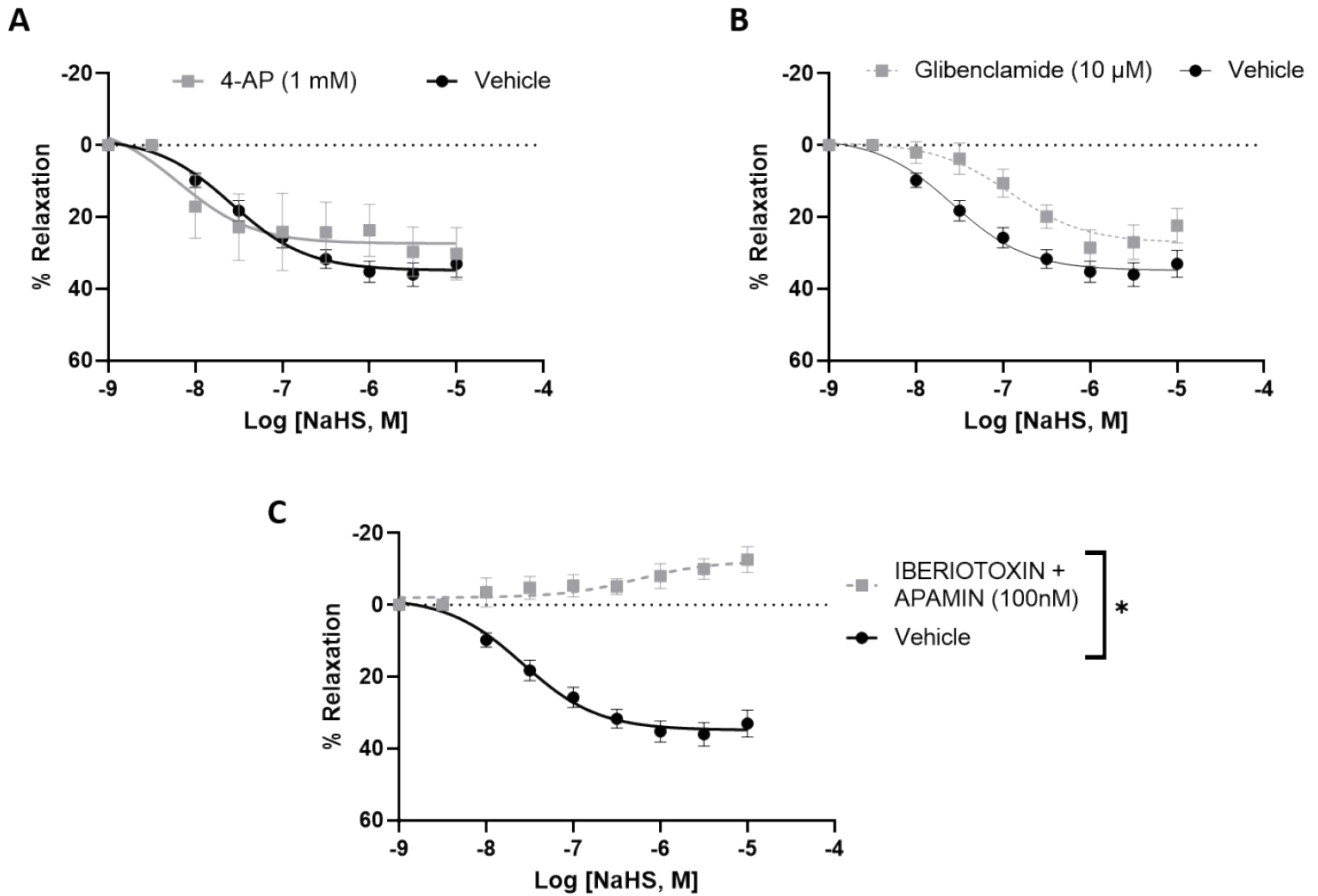 A
4-AP (1 mM) Vehicle
-20
0
20
40
60
% Relaxation
-9 -8 -7 -6 -5 -4
Log [NaHS, M]
B
Glibenclamide (10 µM) Vehicle
-20
0
20
40
60
% Relaxation
-9 -8 -7 -6 -5 -4
Log [NaHS, M]
C
-20
0
20
40
60
% Relaxation
-9 -8 -7 -6 -5 -4
Log [NaHS, M]
IBERIOTOXIN +
APAMIN (100nM)
Vehicle
*